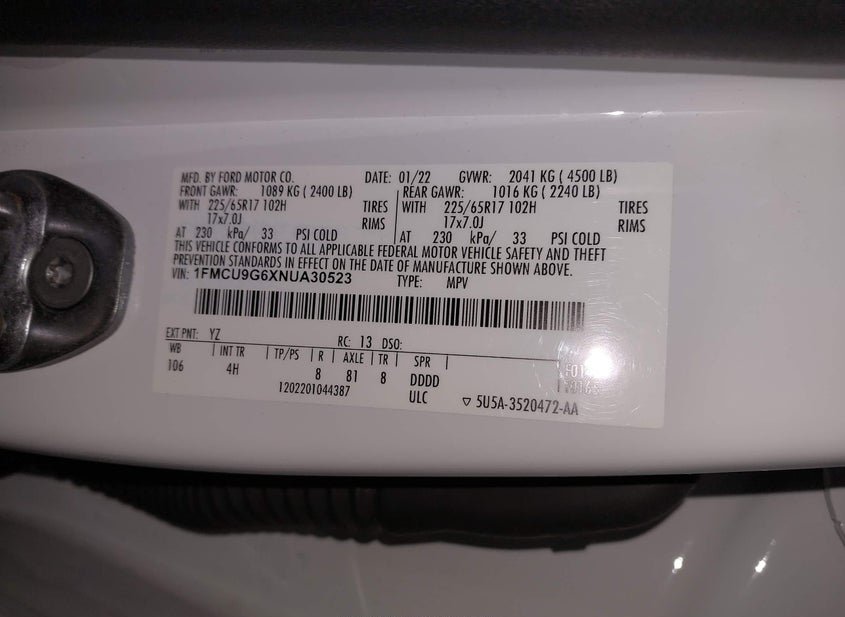 MFD. BY FORD MOTOR CO. DATE: 01/22 GVWR: 2041 KG ( 4500 LB)
FRONT GAWR: 1089 KG ( 2400 LB) REAR GAWR: 1016 KG ( 2240 LB)
WITH 225/65R17 102H TIRES WITH 225/65R17 102H TIRES
17x7.0J RIMS 17x7.0J RIMS
AT 230 kPa/ 33 PSI COLD AT 230 kPa/ 33 PSI COLD
THIS VEHICLE CONFORMS TO ALL APPLICABLE FEDERAL MOTOR VEHICLE SAFETY AND THEFT
PREVENTION STANDARDS IN EFFECT ON THE DATE OF MANUFACTURE SHOWN ABOVE.
VIN: 1FMCU9G6XNUA30523 TYPE: MPV
EXT PNT: YZ RC: 13 DSO:
WB INT TR TP/PS R AXLE TR SPR
106 4H 8 81 8 DDDD
1202201044387 ULC ▽ 5U5A-3520472-AA